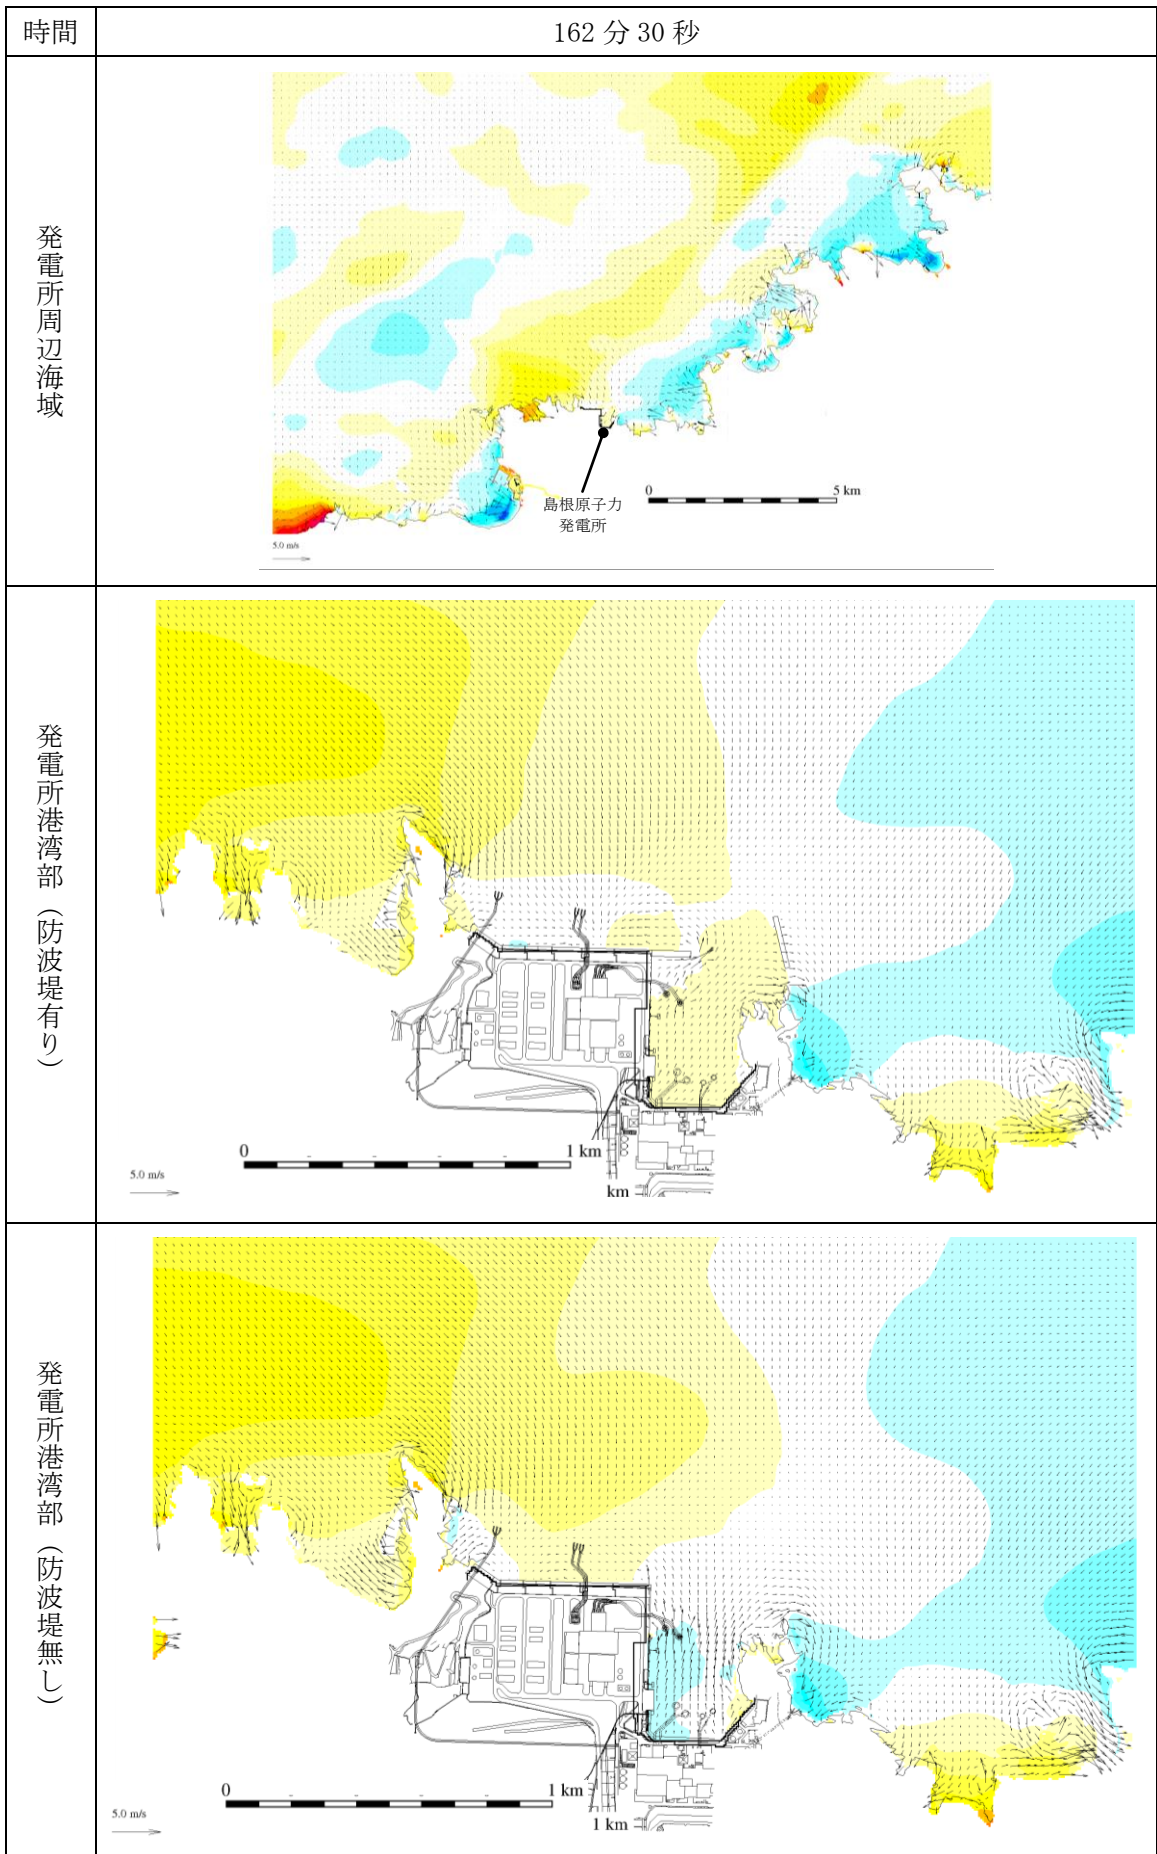 時間
162 分 30 秒
発電所周辺海域
島根原子力
発電所
0
5 km
5.0 m/s
発電所港湾部（防波堤有り）
0
1 km
5.0 m/s
km
発電所港湾部（防波堤無し）
0
1 km
5.0 m/s
1 km